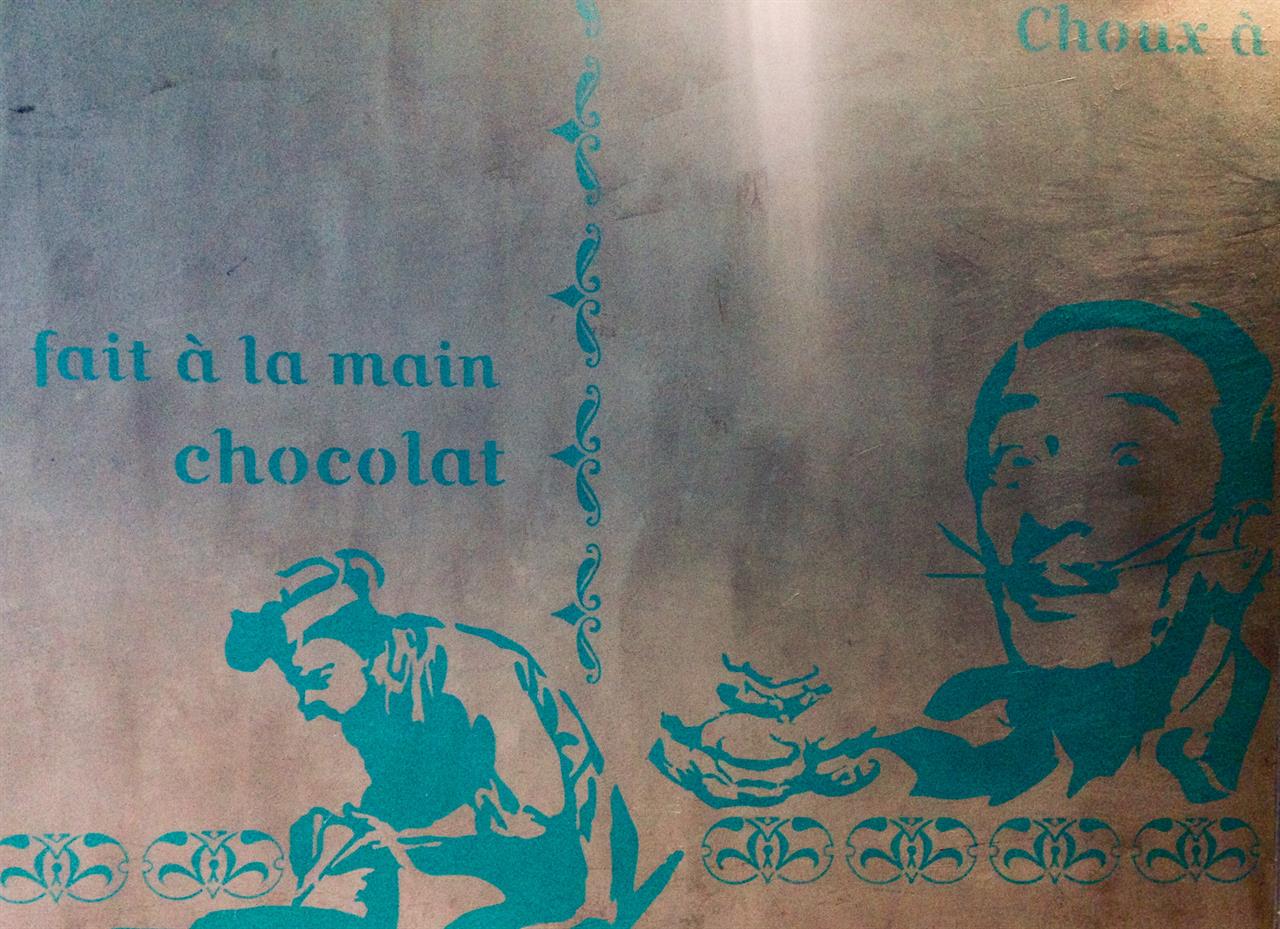 Choux à
fait à la main
chocolat